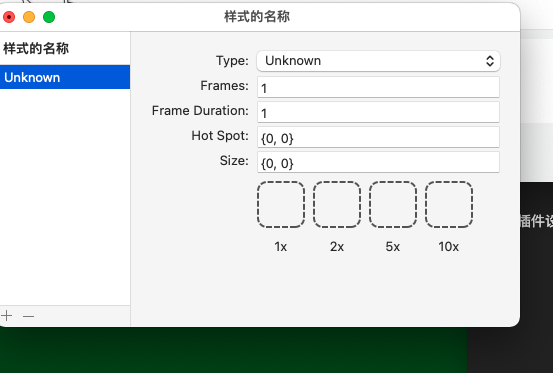 样式的名称
样式的名称
Unknown
Type:
Unknown
Frames:
1
Frame Duration:
1
Hot Spot:
{0, 0}
Size:
{0, 0}
1x
2x
5x
10x
插件设